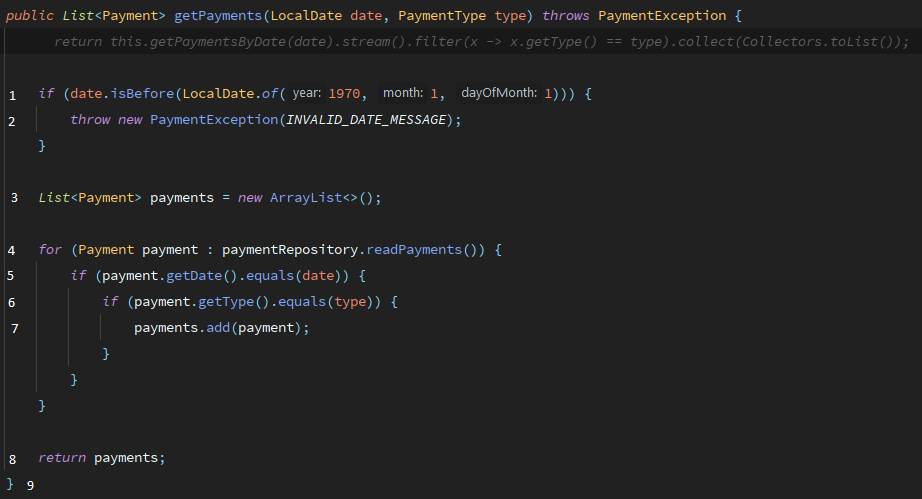 public List<Payment> getPayments(LocalDate date, PaymentType type) throws PaymentException {
return this.getPaymentsByDate(date).stream().filter(x -> x.getType() == type).collect(Collectors.toList());
1 if (date.isBefore(LocalDate.of( year: 1970, month: 1, dayOfMonth: 1))) {
2 throw new PaymentException(INVALID_DATE_MESSAGE);
}
3 List<Payment> payments = new ArrayList<>();
4 for (Payment payment : paymentRepository.readPayments()) {
5 if (payment.getDate().equals(date)) {
6 if (payment.getType().equals(type)) {
7 payments.add(payment);
}
}
}
8 return payments;
} 9